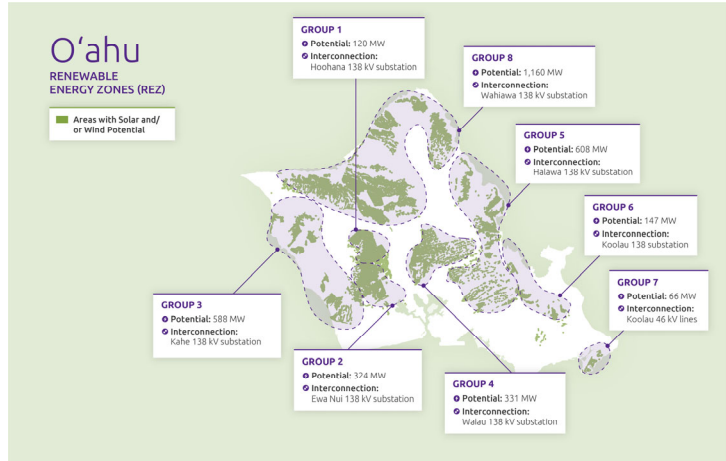 O‘ahu
RENEWABLE
ENERGY ZONES (REZ)
Areas with Solar and/
or Wind Potential
GROUP 1
Potential: 120 MW
Interconnection:
Hoohana 138 kV substation
GROUP 8
Potential: 1,160 MW
Interconnection:
Wahiawa 138 kV substation
GROUP 5
Potential: 608 MW
Interconnection:
Halawa 138 kV substation
GROUP 6
Potential: 147 MW
Interconnection:
Koolau 138 substation
GROUP 7
Potential: 66 MW
Interconnection:
Koolau 46 kV lines
GROUP 3
Potential: 588 MW
Interconnection:
Kahe 138 kV substation
GROUP 2
Potential: 324 MW
Interconnection:
Ewa Nui 138 kV substation
GROUP 4
Potential: 331 MW
Interconnection:
Walau 138 kV substation